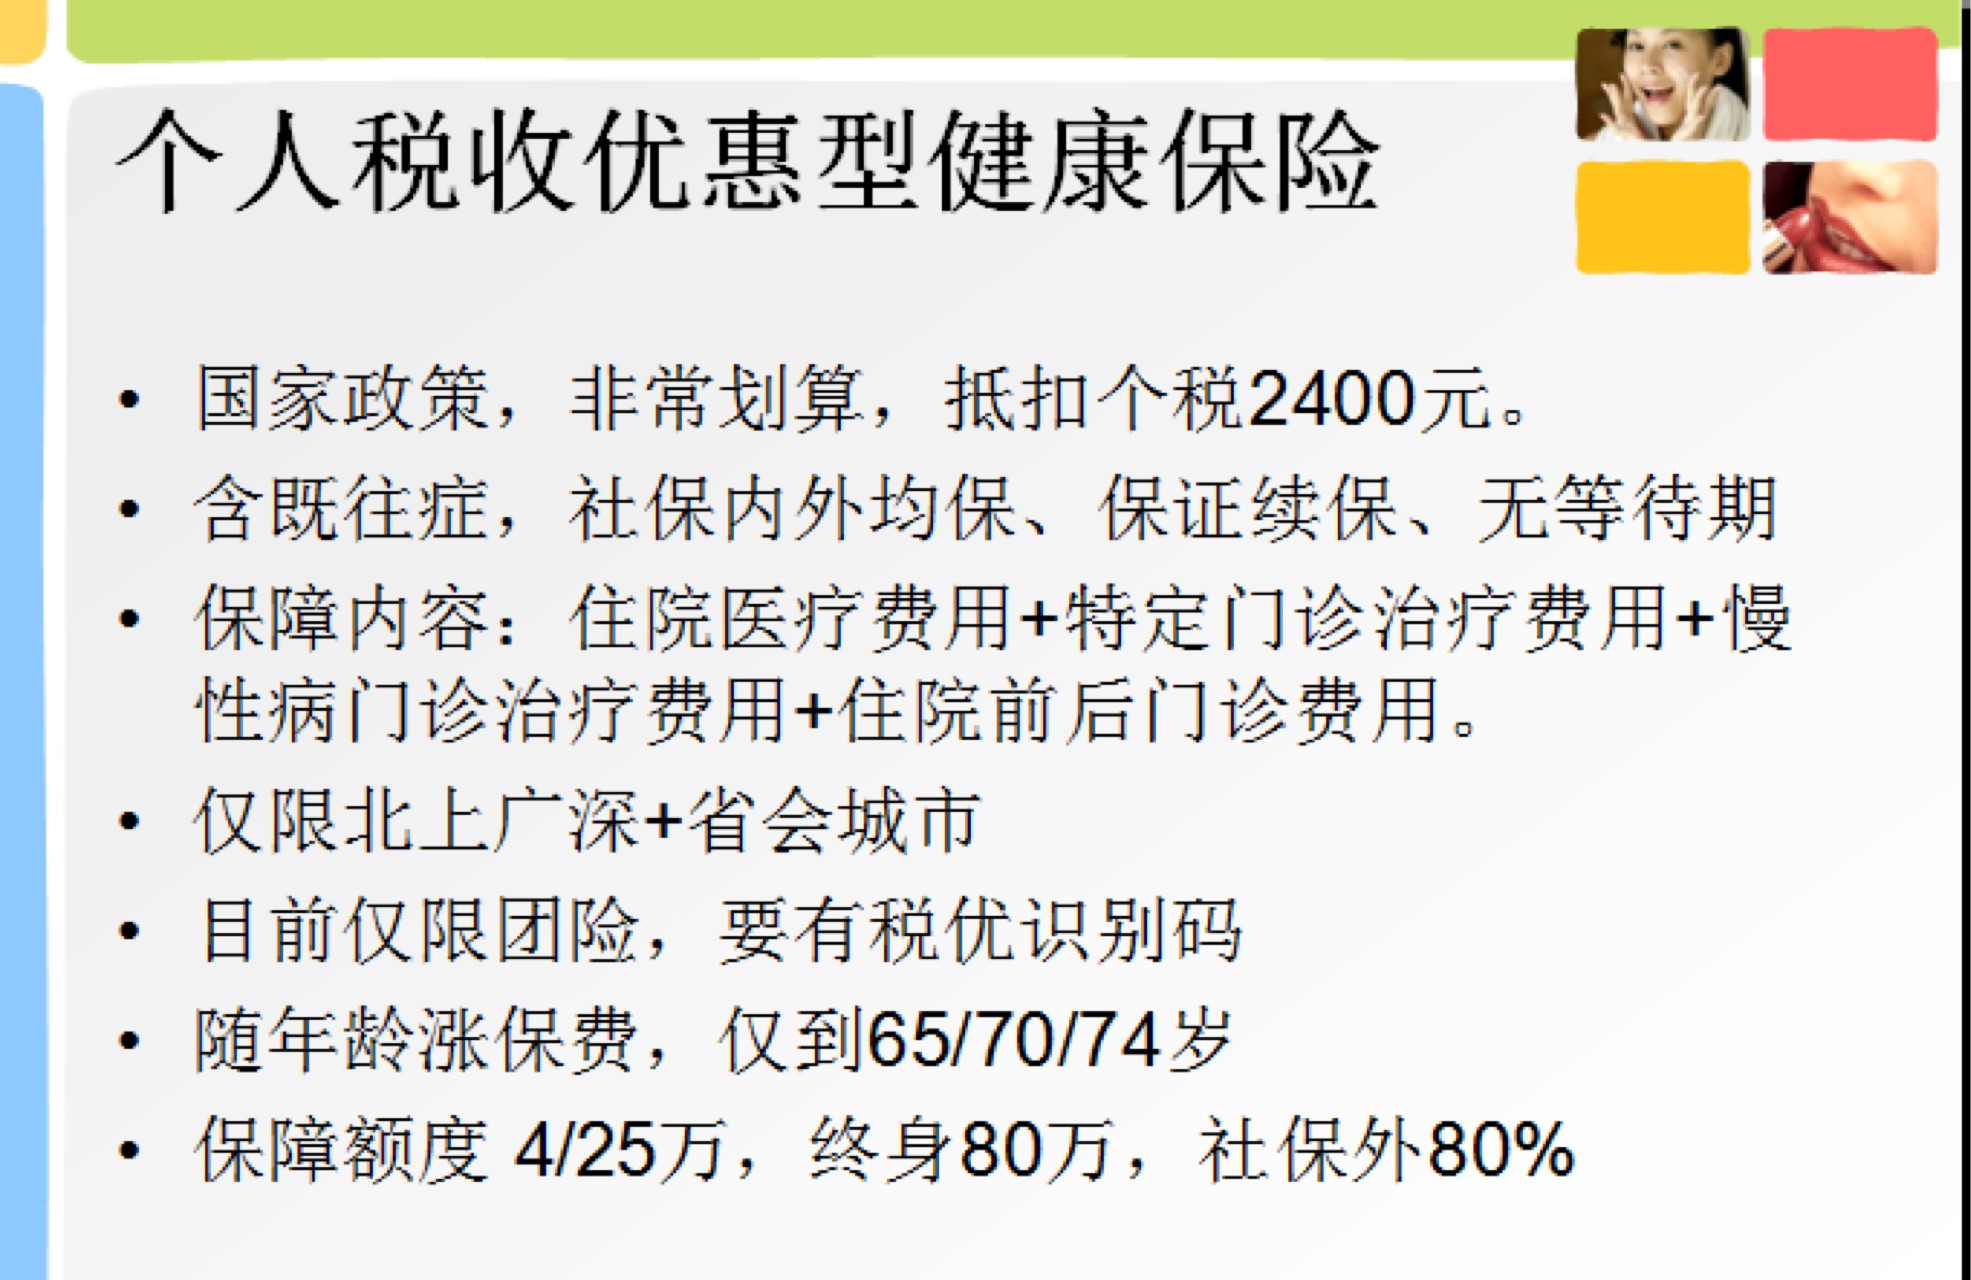 个人税收优惠型健康保险
• 国家政策，非常划算，抵扣个税2400元。
• 含既往症，社保内外均保、保证续保、无等待期
• 保障内容：住院医疗费用+特定门诊治疗费用+慢
性病门诊治疗费用+住院前后门诊费用。
• 仅限北上广深+省会城市
• 目前仅限团险，要有税优识别码
• 随年龄涨保费，仅到65/70/74岁
• 保障额度 4/25万，终身80万，社保外80%